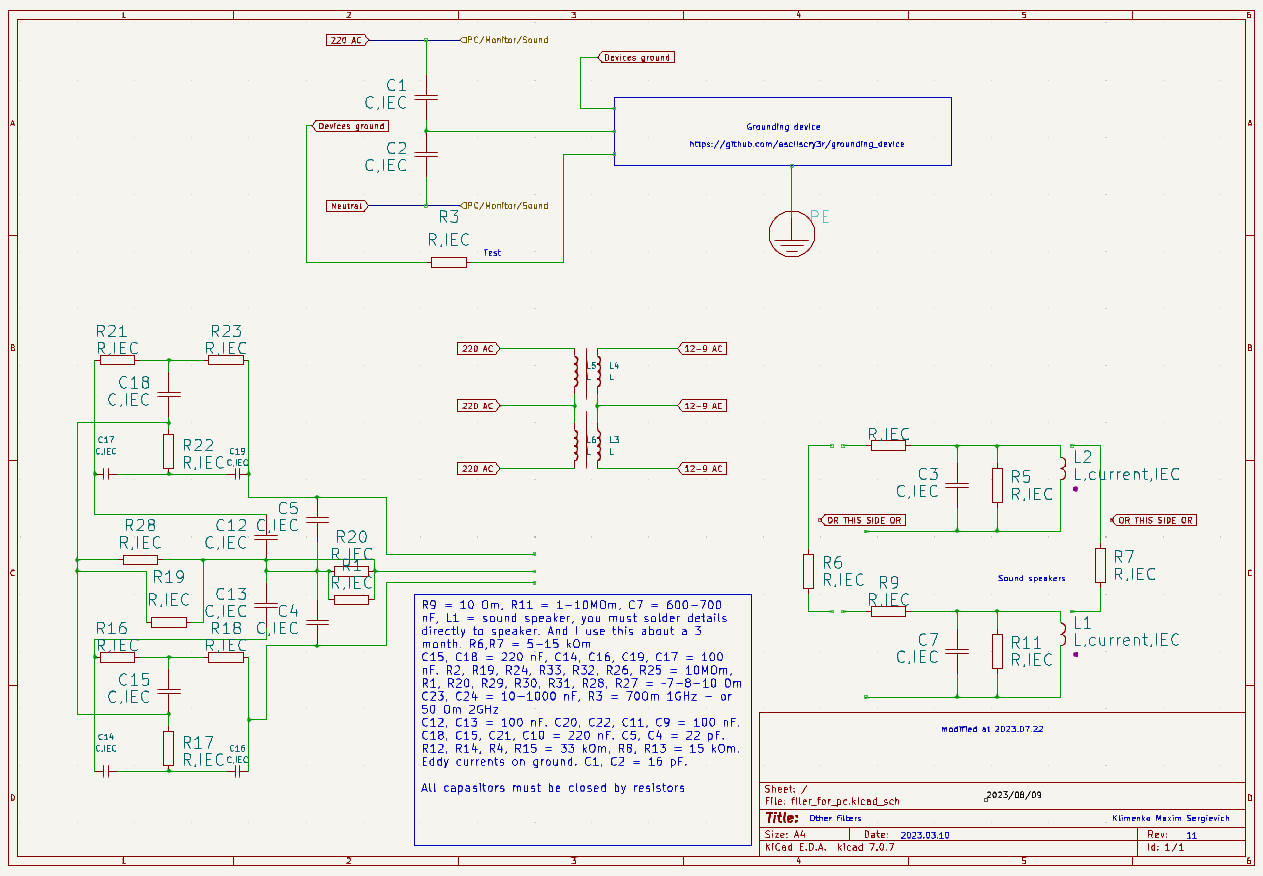 1 2 3 4 5 6
220 AC
PC/Monitor/Sound
Devices ground
C1
C,IEC
A
A
Devices ground
Grounding device
https://github.com/asciiscry3r/grounding_device
C2
C,IEC
Neutral
PC/Monitor/Sound
R3
R,IEC
Test
PE
R21
R,IEC
R23
R,IEC
C18
C,IEC
C17
C,IEC
R22
R,IEC
C19
C,IEC
B
220 AC
12-9 AC
L5
L
L4
L
220 AC
12-9 AC
L6
L
L3
L
220 AC
12-9 AC
B
R,IEC
C3
C,IEC
R5
R,IEC
L2
L,current,IEC
OR THIS SIDE OR
OR THIS SIDE OR
C5
C,IEC
C12
C,IEC
R28
R,IEC
R20
R,IEC
R1
R,IEC
R19
R,IEC
C13
C,IEC
C4
C,IEC
C
C
R6
R,IEC
R9
R,IEC
Sound speakers
R7
R,IEC
C7
C,IEC
R11
R,IEC
L1
L,current,IEC
R16
R,IEC
R18
R,IEC
C15
C,IEC
C14
C,IEC
R17
R,IEC
C16
C,IEC
R9 = 10 Om, R11 = 1-10MOm, C7 = 600-700
nF, L1 = sound speaker, you must solder details
directly to speaker. And I use this about a 3
month. R6,R7 = 5-15 kOm
C15, C18 = 220 nF, C14, C16, C19, C17 = 100
nF. R2, R19, R24, R33, R32, R26, R25 = 10MOm,
R1, R20, R29, R30, R31, R28, R27 = -7-8-10 Om
C23, C24 = 10-1000 nF, R3 = 70Om 1GHz - or
50 Om 2GHz
C12, C13 = 100 nF. C20, C22, C11, C9 = 100 nF.
C18, C15, C21, C10 = 220 nF. C5, C4 = 22 pF.
R12, R14, R4, R15 = 33 kOm, R8, R13 = 15 kOm.
Eddy currents on ground. C1, C2 = 16 pF.
All capasitors must be closed by resistors
modified at 2023.07.22
D
D
Sheet: /
File: filer_for_pc.kicad_sch
2023/08/09
Title: Other filters
Klimenko Maxim Sergievich
Size: A4
Date: 2023.03.10
Rev: 11
KiCad E.D.A. kicad 7.0.7
Id: 1/1
1 2 3 4 5 6